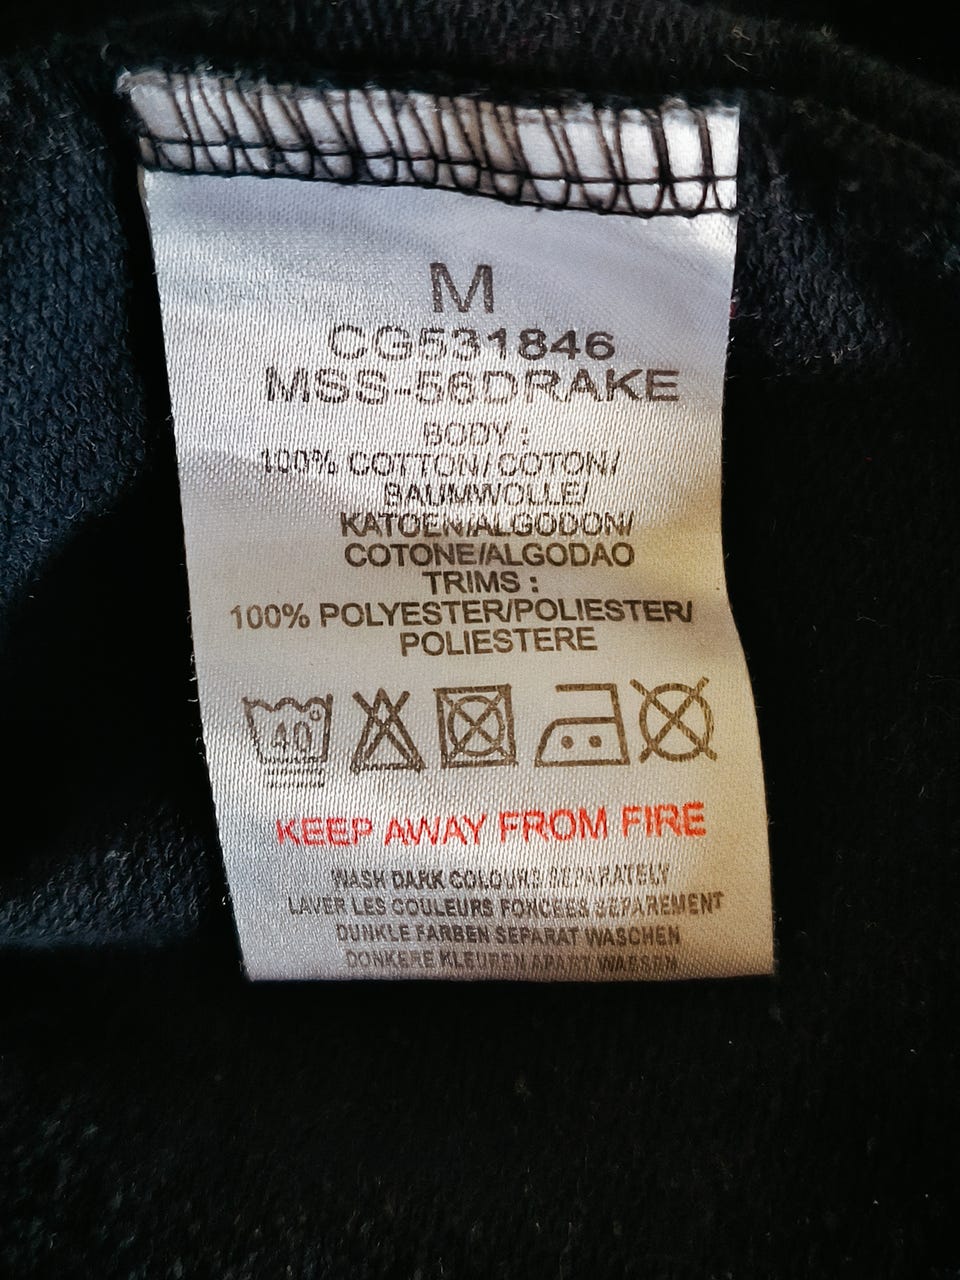 M
CG531846
MSS-56DRAKE
BODY :
100% COTTON/COTON/
BAUMWOLLE/
KATOEN/ALGODON/
COTONE/ALGODAO
TRIMS :
100% POLYESTER/POLIESTER/
POLIESTERE
40°
KEEP AWAY FROM FIRE
WASH DARK COLOURS SEPARATELY
LAVER LES COULEURS FONCEES SEPAREMENT
DUNKLE FARBEN SEPARAT WASCHEN
DONKERE KLEUREN APART WASSEN